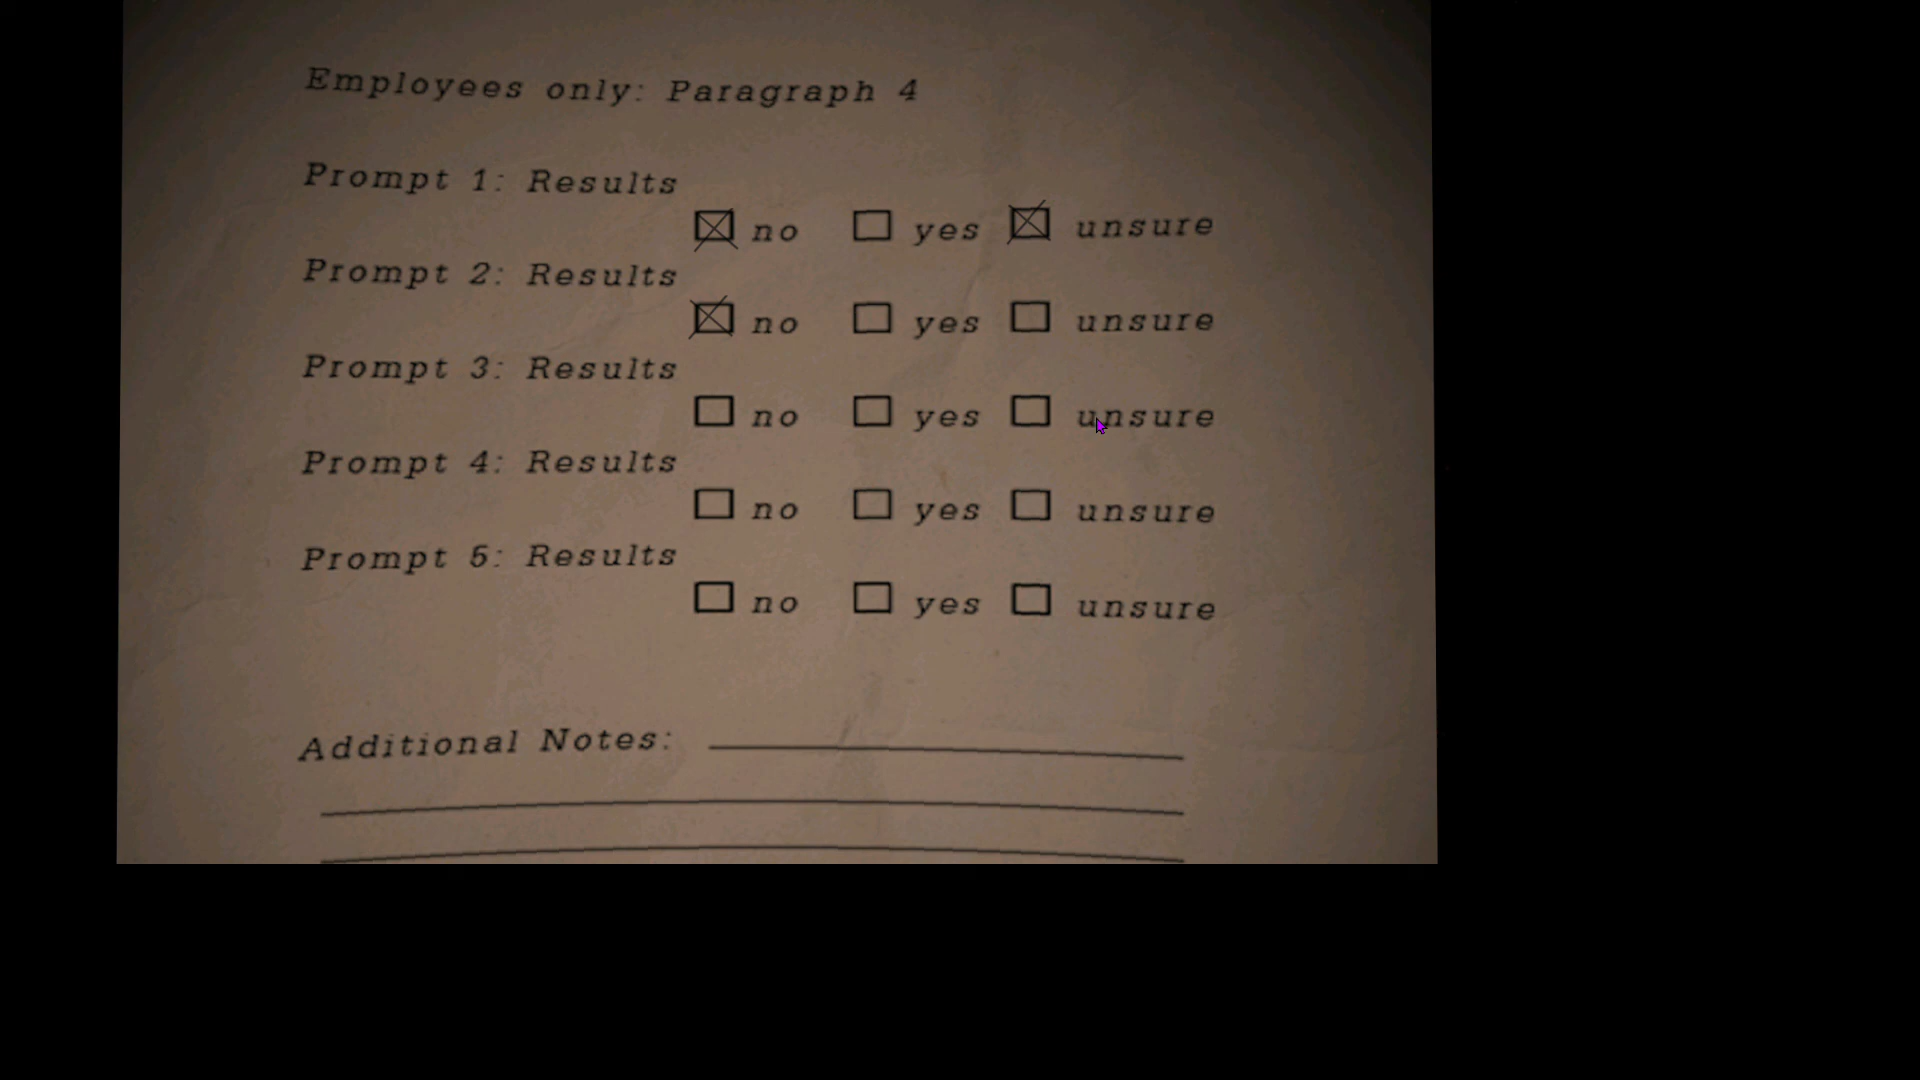 Employees only: Paragraph 4
Prompt 1: Results
no yes unsure
Prompt 2: Results
no yes unsure
Prompt 3: Results
no yes unsure
Prompt 4: Results
no yes unsure
Prompt 5: Results
no yes unsure
Additional Notes: